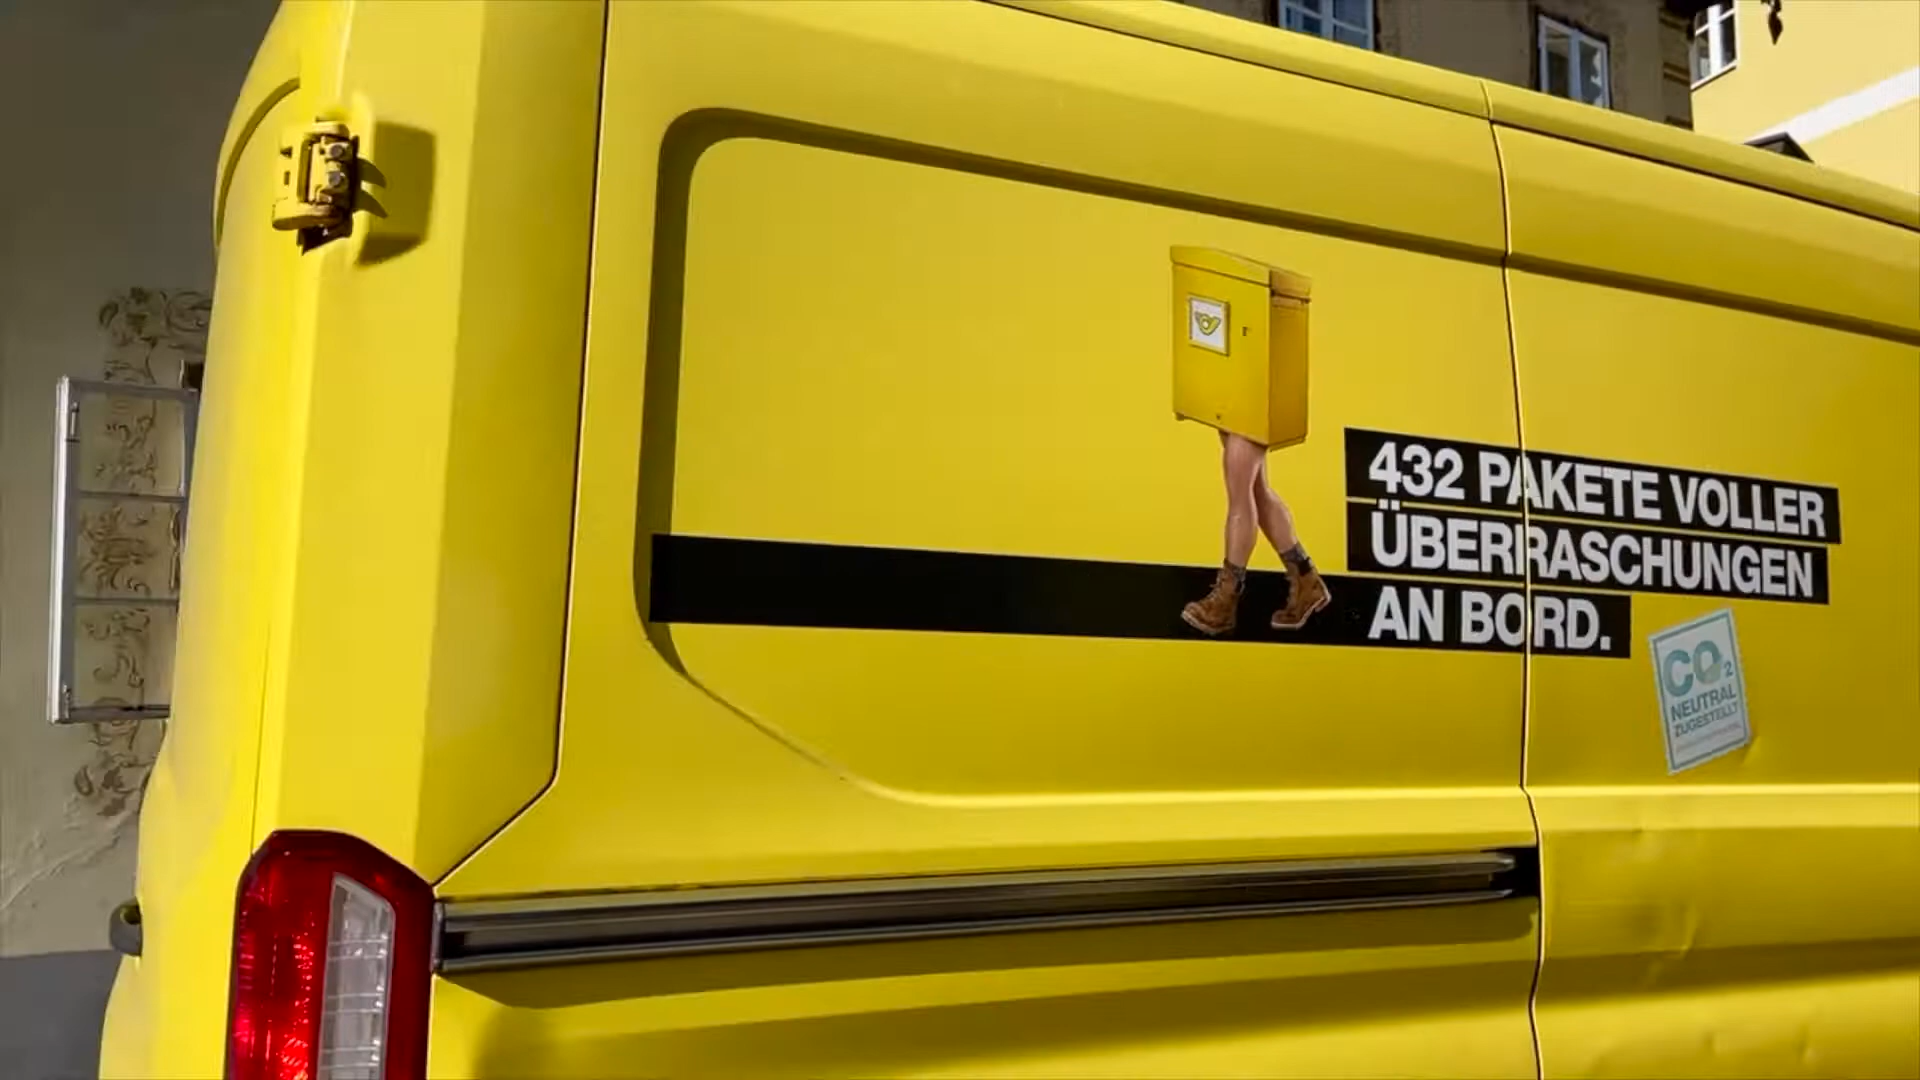 432 PAKETE VOLLER
ÜBERRASCHUNGEN
AN BORD.
CO2
NEUTRAL
ZUGESTELLT